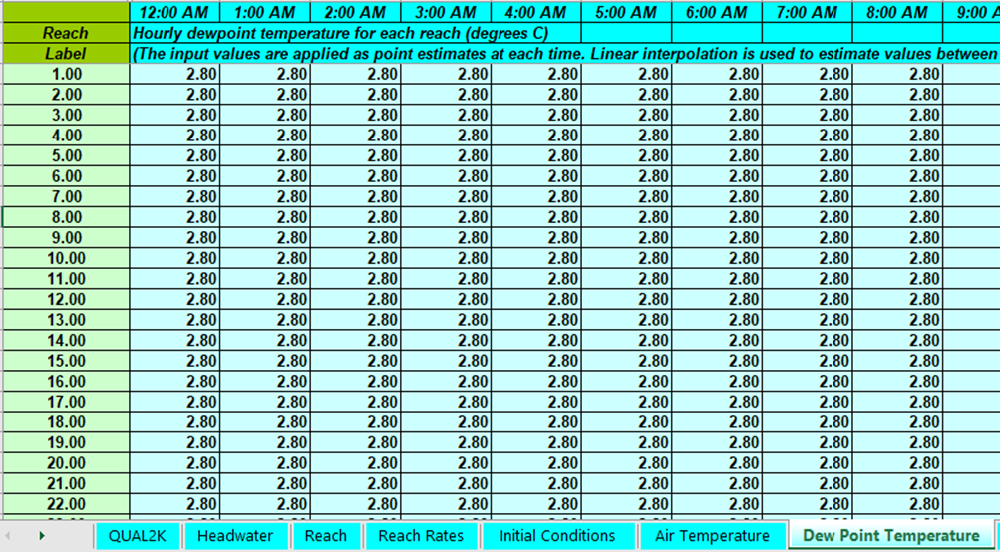 12:00 AM 1:00 AM 2:00 AM 3:00 AM 4:00 AM 5:00 AM 6:00 AM 7:00 AM 8:00 AM 9:00
Reach Hourly dewpoint temperature for each reach (degrees C)
Label (The input values are applied as point estimates at each time. Linear interpolation is used to estimate values between
1.00 2.80 2.80 2.80 2.80 2.80 2.80 2.80 2.80 2.80
2.00 2.80 2.80 2.80 2.80 2.80 2.80 2.80 2.80 2.80
3.00 2.80 2.80 2.80 2.80 2.80 2.80 2.80 2.80 2.80
4.00 2.80 2.80 2.80 2.80 2.80 2.80 2.80 2.80 2.80
5.00 2.80 2.80 2.80 2.80 2.80 2.80 2.80 2.80 2.80
6.00 2.80 2.80 2.80 2.80 2.80 2.80 2.80 2.80 2.80
7.00 2.80 2.80 2.80 2.80 2.80 2.80 2.80 2.80 2.80
8.00 2.80 2.80 2.80 2.80 2.80 2.80 2.80 2.80 2.80
9.00 2.80 2.80 2.80 2.80 2.80 2.80 2.80 2.80 2.80
10.00 2.80 2.80 2.80 2.80 2.80 2.80 2.80 2.80 2.80
11.00 2.80 2.80 2.80 2.80 2.80 2.80 2.80 2.80 2.80
12.00 2.80 2.80 2.80 2.80 2.80 2.80 2.80 2.80 2.80
13.00 2.80 2.80 2.80 2.80 2.80 2.80 2.80 2.80 2.80
14.00 2.80 2.80 2.80 2.80 2.80 2.80 2.80 2.80 2.80
15.00 2.80 2.80 2.80 2.80 2.80 2.80 2.80 2.80 2.80
16.00 2.80 2.80 2.80 2.80 2.80 2.80 2.80 2.80 2.80
17.00 2.80 2.80 2.80 2.80 2.80 2.80 2.80 2.80 2.80
18.00 2.80 2.80 2.80 2.80 2.80 2.80 2.80 2.80 2.80
19.00 2.80 2.80 2.80 2.80 2.80 2.80 2.80 2.80 2.80
20.00 2.80 2.80 2.80 2.80 2.80 2.80 2.80 2.80 2.80
21.00 2.80 2.80 2.80 2.80 2.80 2.80 2.80 2.80 2.80
22.00 2.80 2.80 2.80 2.80 2.80 2.80 2.80 2.80 2.80
QUAL2K Headwater Reach Reach Rates Initial Conditions Air Temperature Dew Point Temperature